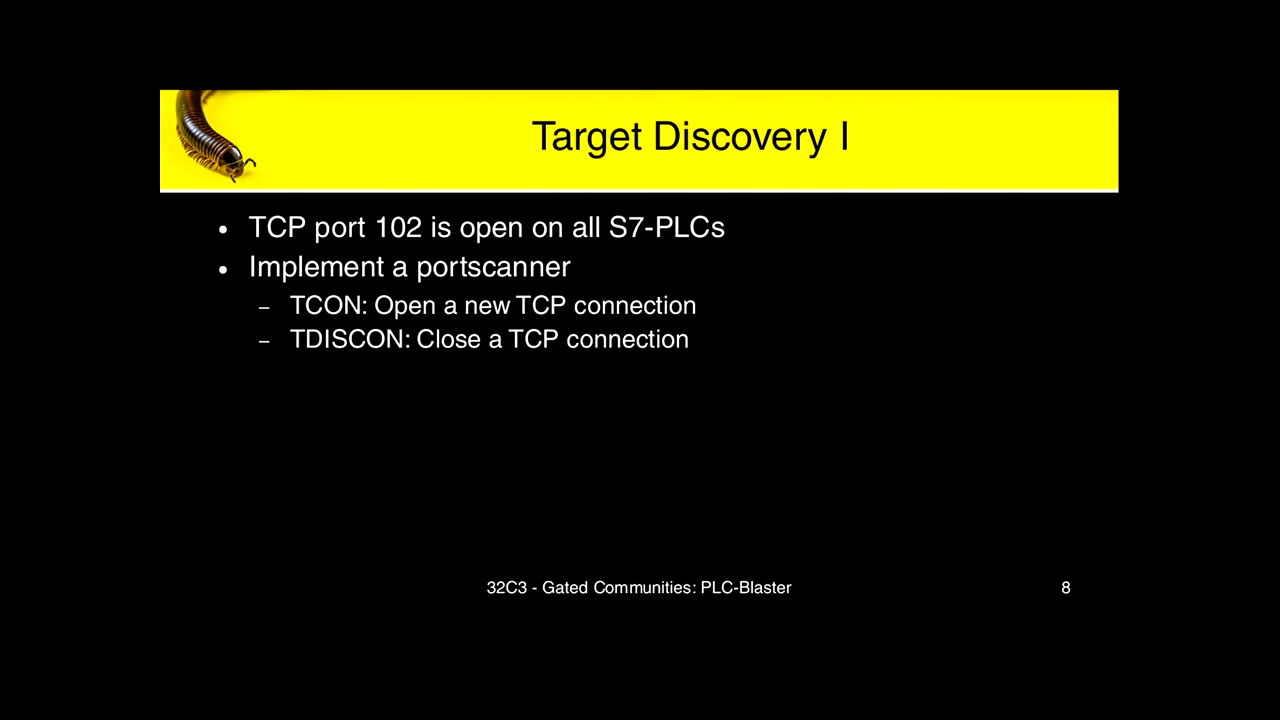 Target Discovery I
• TCP port 102 is open on all S7-PLCs
• Implement a portscanner
– TCON: Open a new TCP connection
– TDISCON: Close a TCP connection
32C3 - Gated Communities: PLC-Blaster 8